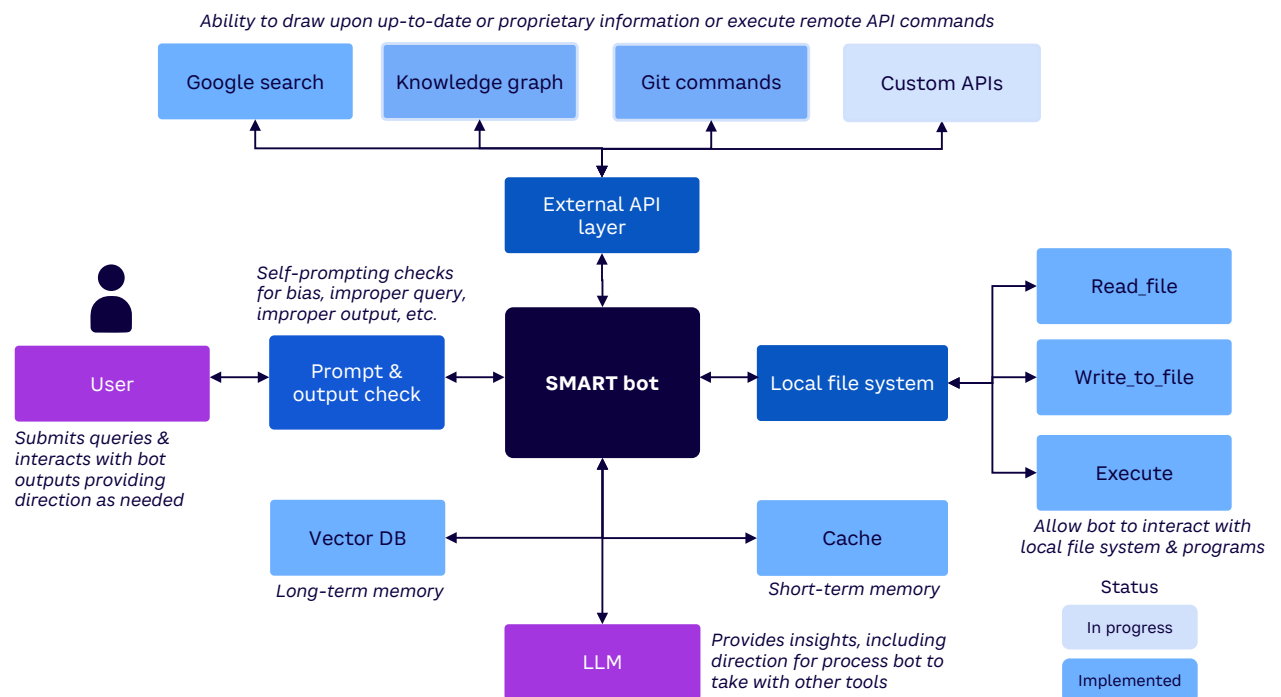 Ability to draw upon up-to-date or proprietary information or execute remote API commands
Google search
Knowledge graph
Git commands
Custom APIs
External API
layer
Self-prompting checks
for bias, improper query,
improper output, etc.
User
Prompt &
output check
SMART bot
Local file system
Read_file
Write_to_file
Execute
Submits queries &
interacts with bot
outputs providing
direction as needed
Allow bot to interact with
local file system & programs
Vector DB
Long-term memory
Cache
Short-term memory
LLM
Provides insights, including
direction for process bot to
take with other tools
Status
In progress
Implemented